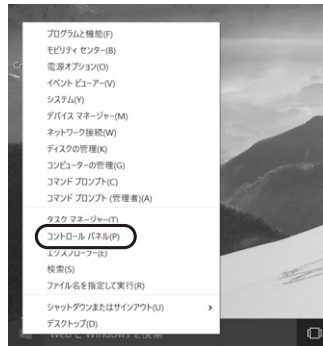 プログラムと機能(F)
モビリティ センター(B)
電源オプション(O)
イベント ビューアー(V)
システム(Y)
デバイス マネージャー(M)
ネットワーク接続(W)
ディスクの管理(K)
コンピューターの管理(G)
コマンド プロンプト(C)
コマンド プロンプト (管理者)(A)
タスク マネージャー(T)
コントロール パネル(P)
エクスプローラー(E)
検索(S)
ファイル名を指定して実行(R)
シャットダウンまたはサインアウト(U)
デスクトップ(D)
Web と Windows を検索